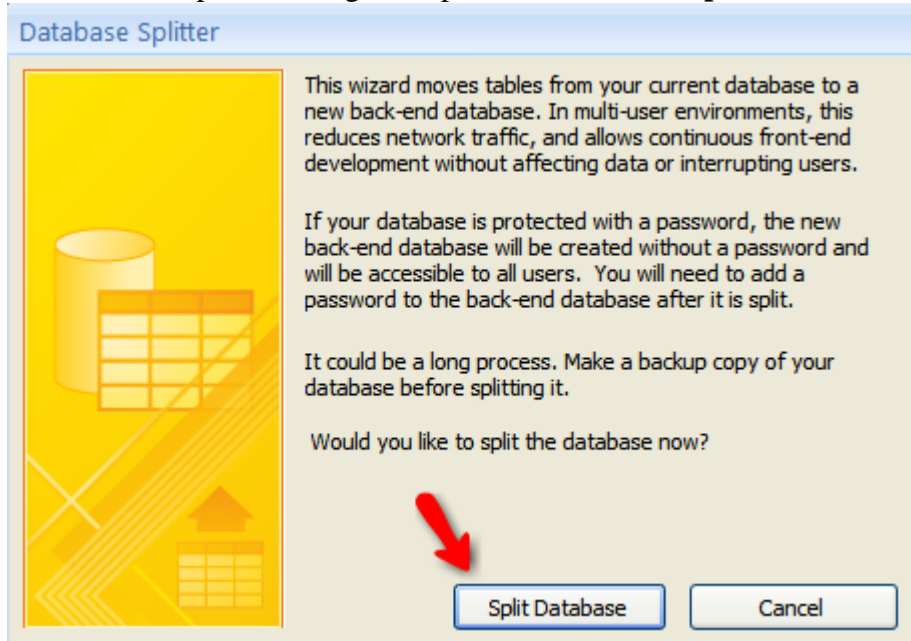 Database Splitter
This wizard moves tables from your current database to a
new back-end database. In multi-user environments, this
reduces network traffic, and allows continuous front-end
development without affecting data or interrupting users.
If your database is protected with a password, the new
back-end database will be created without a password and
will be accessible to all users.  You will need to add a
password to the back-end database after it is split.
It could be a long process. Make a backup copy of your
database before splitting it.
Would you like to split the database now?
Split Database
Cancel